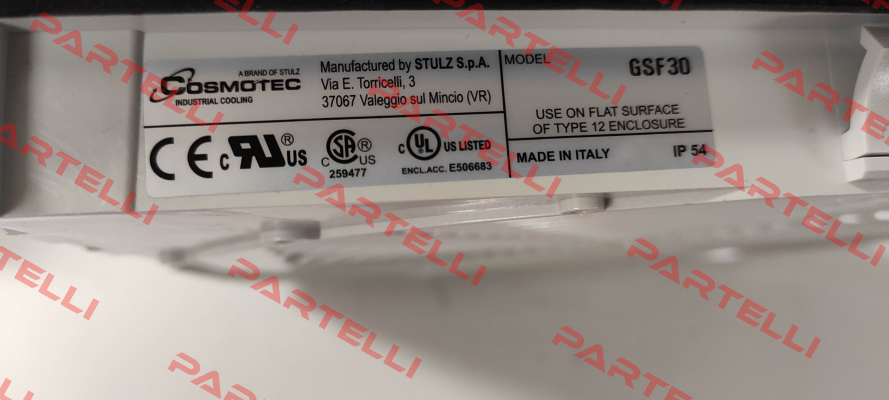 A BRAND OF STULZ
COSMOTEC
INDUSTRIAL COOLING
Manufactured by STULZ S.p.A.
Via E. Torricelli, 3
37067 Valeggio sul Mincio (VR)
CE
c RU ® US
C SA ® US
259477
c UL US LISTED
ENCL.ACC. E506683
MODEL GSF30
USE ON FLAT SURFACE
OF TYPE 12 ENCLOSURE
MADE IN ITALY IP 54
PARTELLI
PARTELLI
PARTELLI
PARTELLI
PARTELLI
PARTELLI
PARTELLI
PARTELLI
PARTELLI